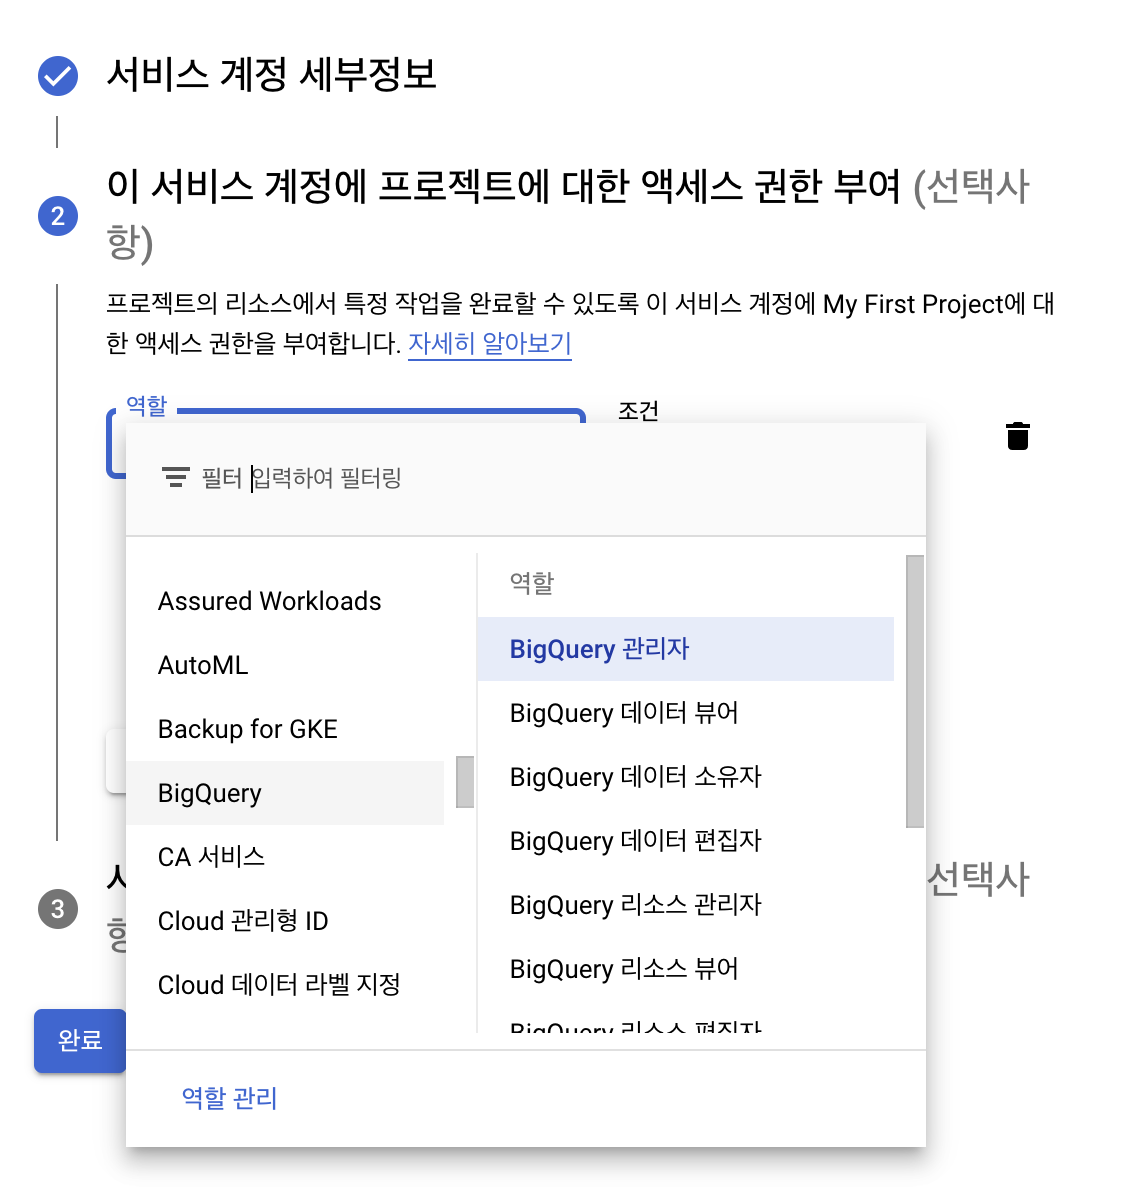 서비스 계정 세부정보
2
이 서비스 계정에 프로젝트에 대한 액세스 권한 부여 (선택사
항)
프로젝트의 리소스에서 특정 작업을 완료할 수 있도록 이 서비스 계정에 My First Project에 대
한 액세스 권한을 부여합니다. 자세히 알아보기
역할
조건
필터 입력하여 필터링
Assured Workloads
AutoML
Backup for GKE
BigQuery
CA 서비스
Cloud 관리형 ID
Cloud 데이터 라벨 지정
역할
BigQuery 관리자
BigQuery 데이터 뷰어
BigQuery 데이터 소유자
BigQuery 데이터 편집자
BigQuery 리소스 관리자
BigQuery 리소스 뷰어
BigQuery 리소스 편집자
역할 관리
3
선택사
완료